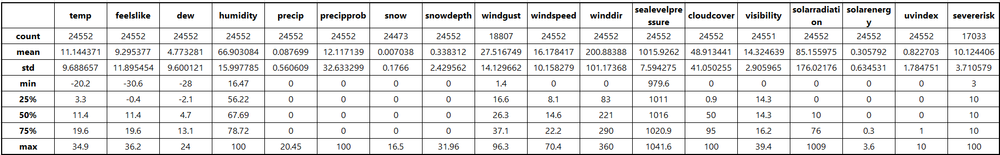 temp feelslike dew humidity precip precipprob snow snowdepth windgust windspeed winddir sealevelpre cloudcover visibility solarradiati solarenerg uvindex severerisk
ssure on y
count 24552 24552 24552 24552 24552 24552 24473 24552 18807 24552 24552 24552 24552 24551 24552 24552 24552 17033
mean 11.144371 9.295377 4.773281 66.903084 0.087699 12.117139 0.007038 0.338312 27.516749 16.178417 200.88388 1015.9262 48.913441 14.324639 85.155975 0.305792 0.822703 10.124406
std 9.688657 11.895454 9.600121 15.997785 0.560609 32.633299 0.1766 2.429562 14.129662 10.158279 101.17368 7.594275 41.050255 2.905965 176.02176 0.634531 1.784751 3.710579
min -20.2 -30.6 -28 16.47 0 0 0 0 1.4 0 0 979.6 0 0 0 0 0 3
25% 3.3 -0.4 -2.1 56.22 0 0 0 0 16.6 8.1 83 1011 0.9 14.3 0 0 0 10
50% 11.4 11.4 4.7 67.69 0 0 0 0 26.3 14.6 221 1016 50 14.3 10 0 0 10
75% 19.6 19.6 13.1 78.72 0 0 0 0 37.1 22.2 290 1020.9 95 16.2 76 0.3 1 10
max 34.9 36.2 24 100 20.45 100 16.5 31.96 96.3 70.4 360 1041.6 100 39.4 1009 3.6 10 100